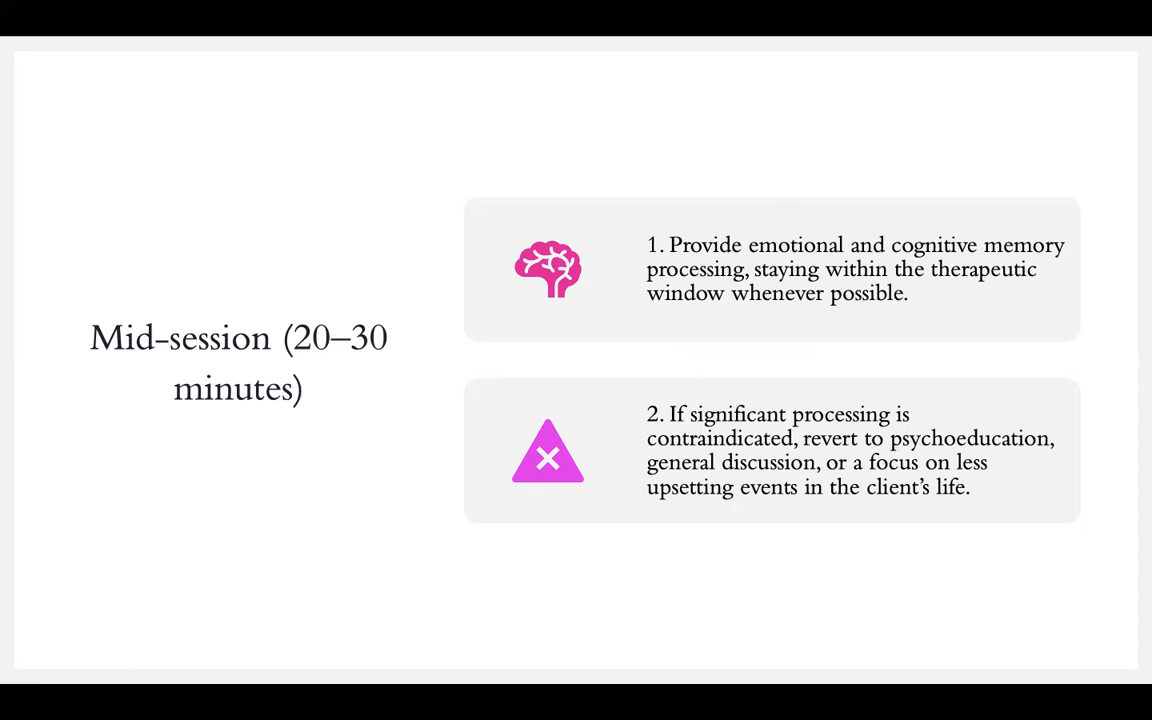 Mid-session (20–30
minutes)
1. Provide emotional and cognitive memory
processing, staying within the therapeutic
window whenever possible.
2. If significant processing is
contraindicated, revert to psychoeducation,
general discussion, or a focus on less
upsetting events in the client’s life.